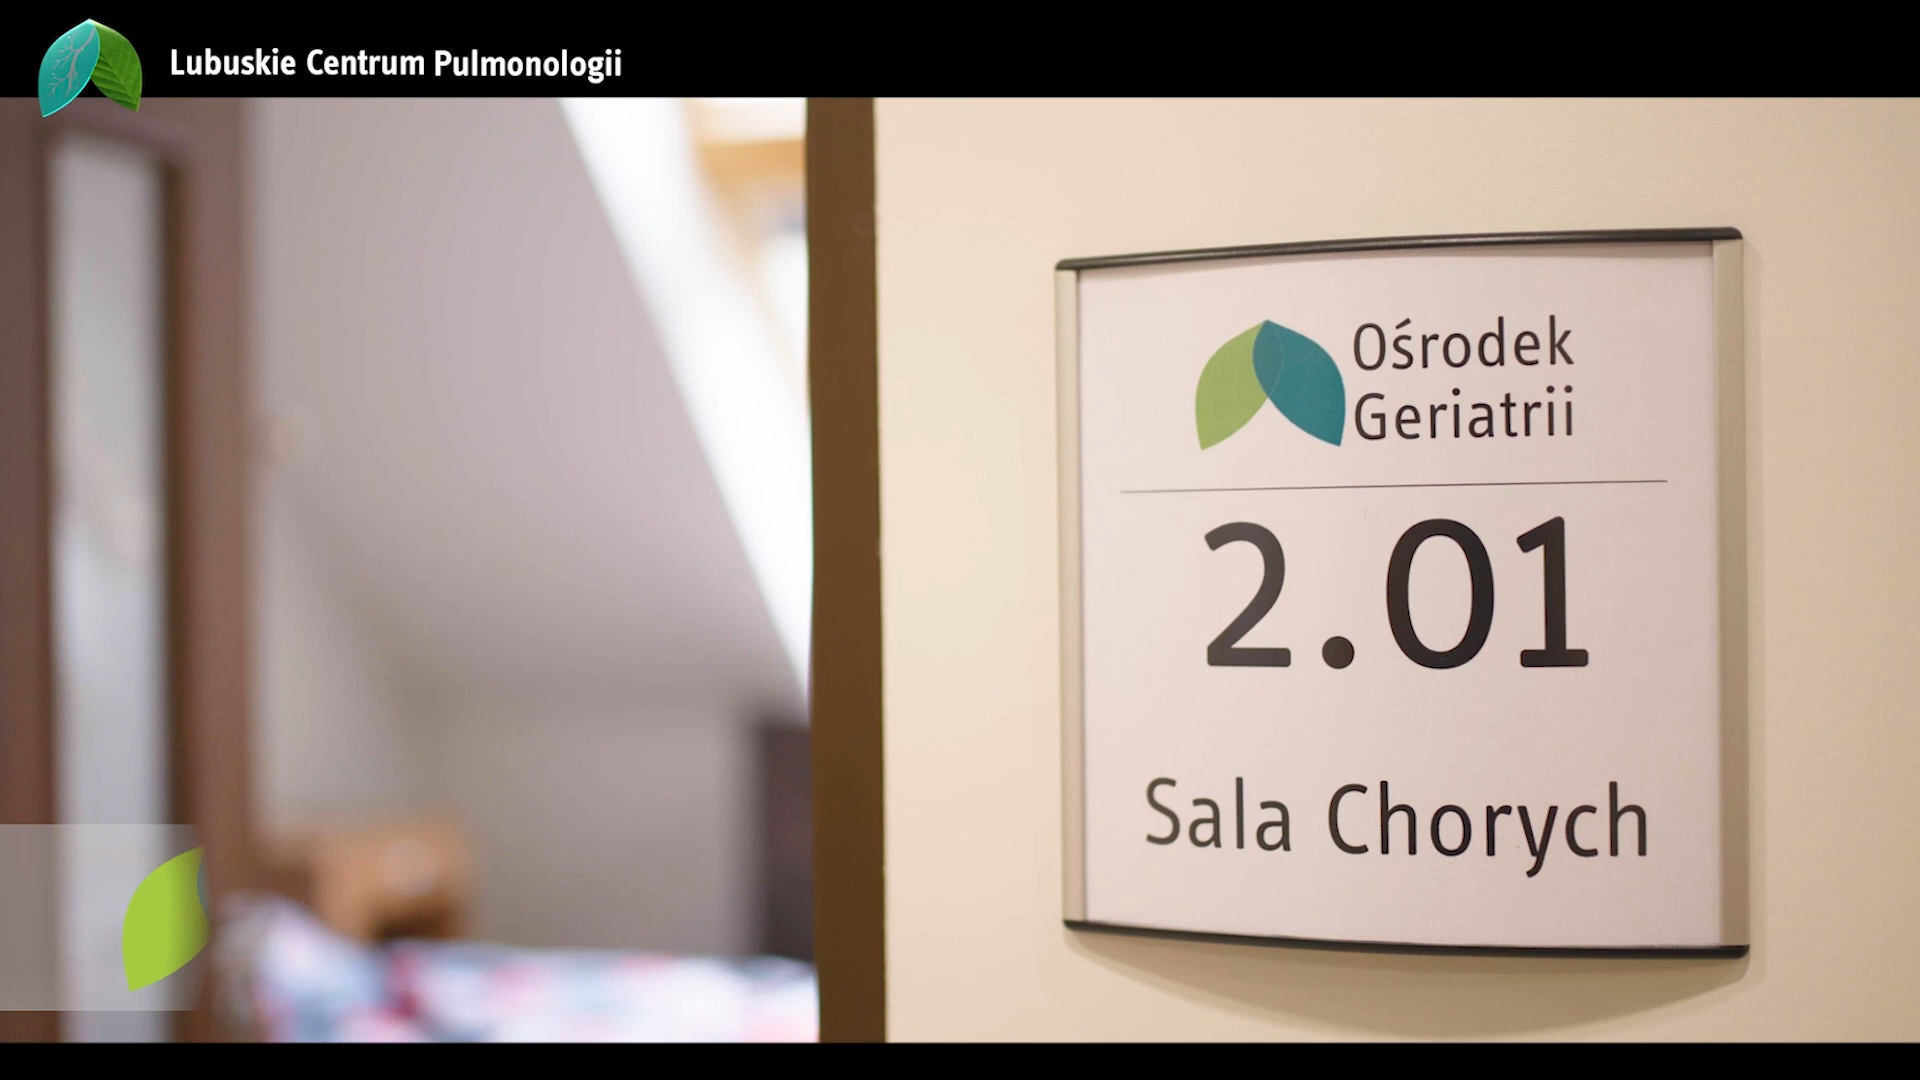 Lubuskie Centrum Pulmonologii
Ośrodek
Geriatrii
2.01
Sala Chorych